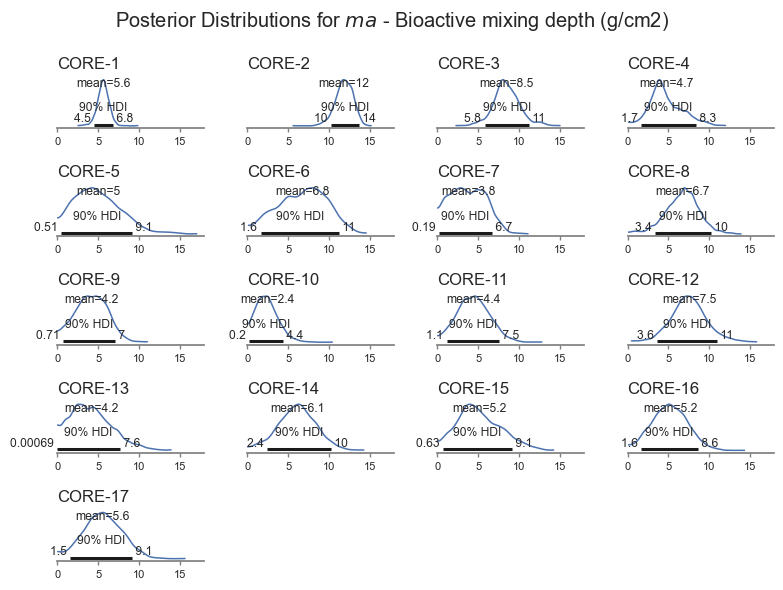 Posterior Distributions for ma - Bioactive mixing depth (g/cm2)
CORE-1 CORE-2 CORE-3 CORE-4
mean=5.6 mean=12 mean=8.5 mean=4.7
90% HDI 90% HDI 90% HDI 90% HDI
4.5 6.8 10 14 5.8 11 1.7 8.3
0 5 10 15 0 5 10 15 0 5 10 15 0 5 10 15
CORE-5 CORE-6 CORE-7 CORE-8
mean=5 mean=6.8 mean=3.8 mean=6.7
90% HDI 90% HDI 90% HDI 90% HDI
0.51 9.1 1.6 11 0.19 6.7 3.4 10
0 5 10 15 0 5 10 15 0 5 10 15 0 5 10 15
CORE-9 CORE-10 CORE-11 CORE-12
mean=4.2 mean=2.4 mean=4.4 mean=7.5
90% HDI 90% HDI 90% HDI 90% HDI
0.71 7 0.2 4.4 1.1 7.5 3.6 11
0 5 10 15 0 5 10 15 0 5 10 15 0 5 10 15
CORE-13 CORE-14 CORE-15 CORE-16
mean=4.2 mean=6.1 mean=5.2 mean=5.2
90% HDI 90% HDI 90% HDI 90% HDI
0.00069 7.6 2.4 10 0.63 9.1 1.6 8.6
0 5 10 15 0 5 10 15 0 5 10 15 0 5 10 15
CORE-17
mean=5.6
90% HDI
1.5 9.1
0 5 10 15